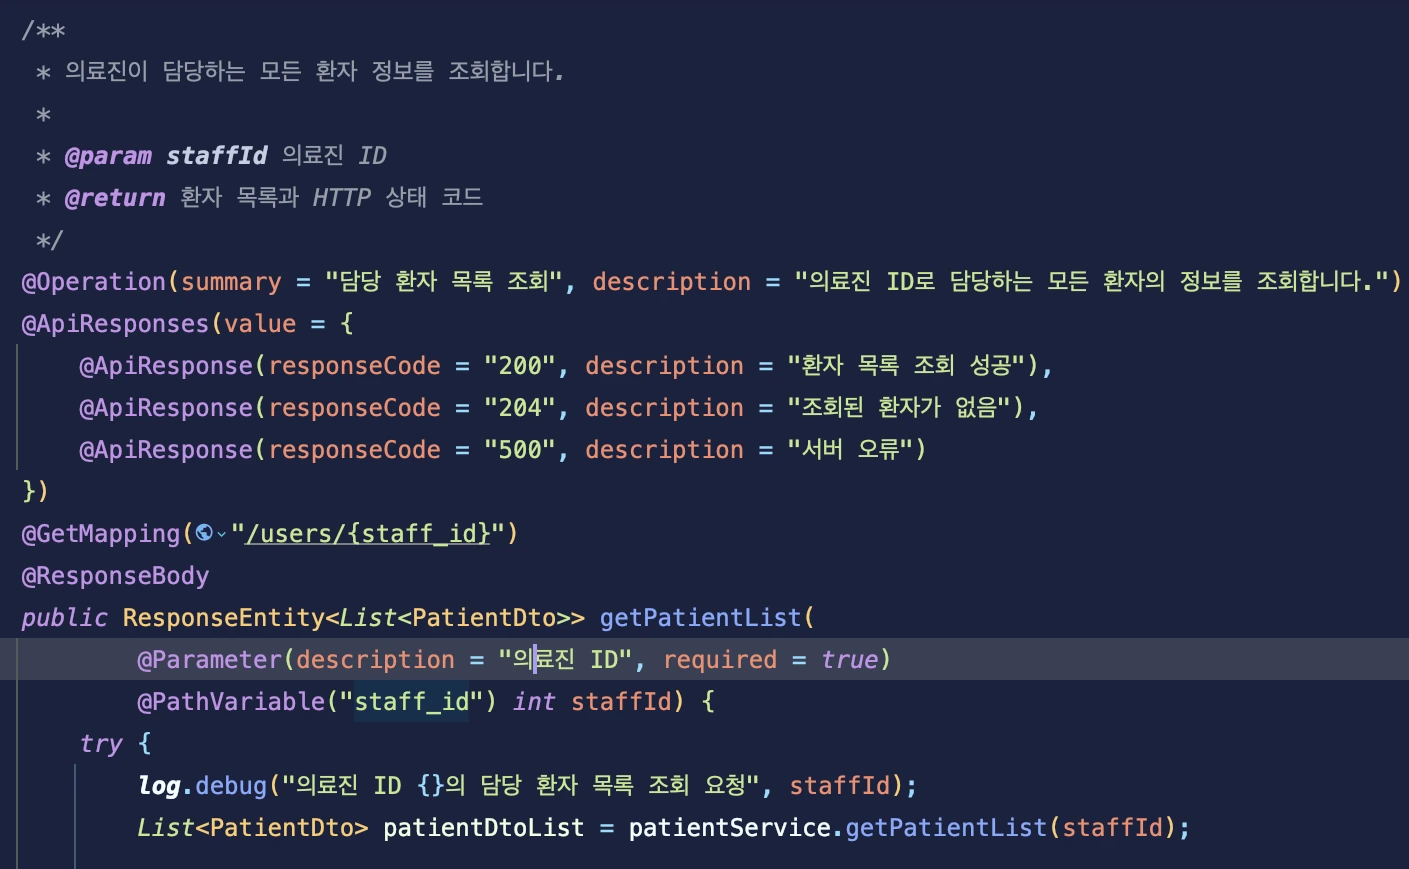 /**
 * 의료진이 담당하는 모든 환자 정보를 조회합니다.
 *
 * @param staffId 의료진 ID
 * @return 환자 목록과 HTTP 상태 코드
 */
@Operation(summary = "담당 환자 목록 조회", description = "의료진 ID로 담당하는 모든 환자의 정보를 조회합니다.")
@ApiResponses(value = {
    @ApiResponse(responseCode = "200", description = "환자 목록 조회 성공"),
    @ApiResponse(responseCode = "204", description = "조회된 환자가 없음"),
    @ApiResponse(responseCode = "500", description = "서버 오류")
})
@GetMapping("/users/{staff_id}")
@ResponseBody
public ResponseEntity<List<PatientDto>> getPatientList(
        @Parameter(description = "의료진 ID", required = true)
        @PathVariable("staff_id") int staffId) {
    try {
        log.debug("의료진 ID {}의 담당 환자 목록 조회 요청", staffId);
        List<PatientDto> patientDtoList = patientService.getPatientList(staffId);